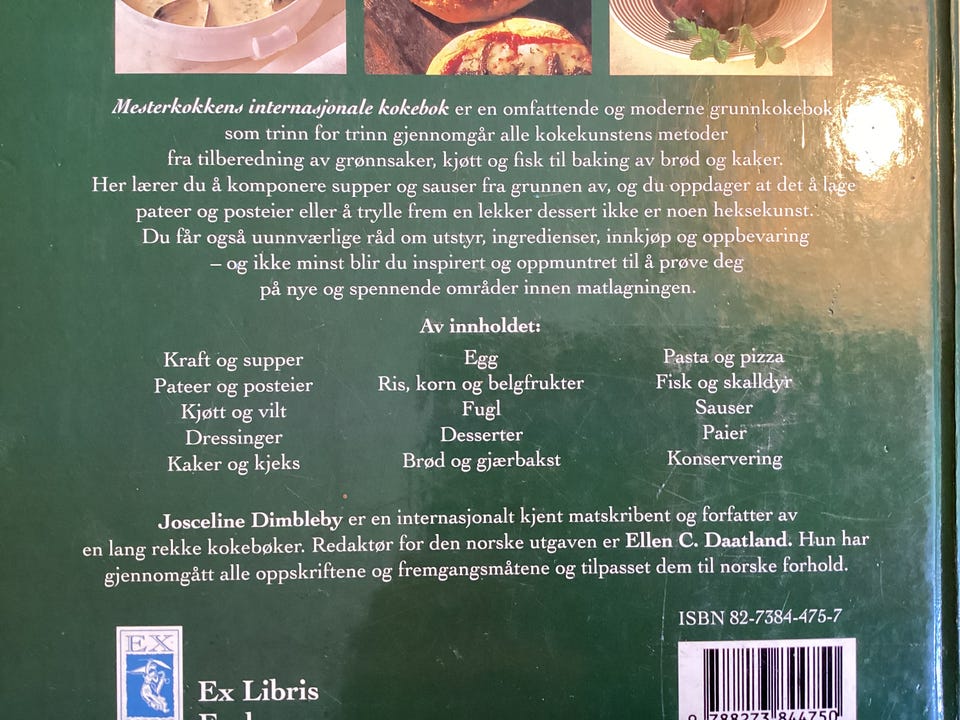 Mesterkokkens internasjonale kokebok er en omfattende og moderne grunnkokebok
som trinn for trinn gjennomgår alle kokekunstens metoder
fra tilberedning av grønnsaker, kjøtt og fisk til baking av brød og kaker.
Her lærer du å komponere supper og sauser fra grunnen av, og du oppdager at det å lage
pateer og posteier eller å trylle frem en lekker dessert ikke er noen heksekunst.
Du får også uunnværlige råd om utstyr, ingredienser, innkjøp og oppbevaring
– og ikke minst blir du inspirert og oppmuntret til å prøve deg
på nye og spennende områder innen matlagningen.
Av innholdet:
Kraft og supper
Pateer og posteier
Kjøtt og vilt
Dressinger
Kaker og kjeks
Egg
Ris, korn og belgfrukter
Fugl
Desserter
Brød og gjærbakst
Pasta og pizza
Fisk og skalldyr
Sauser
Paier
Konservering
Josceline Dimbleby er en internasjonalt kjent matskribent og forfatter av
en lang rekke kokebøker. Redaktør for den norske utgaven er Ellen C. Daatland. Hun har
gjennomgått alle oppskriftene og fremgangsmåtene og tilpasset dem til norske forhold.
ISBN 82-7384-475-7
EX
Ex Libris
9 788273 844750